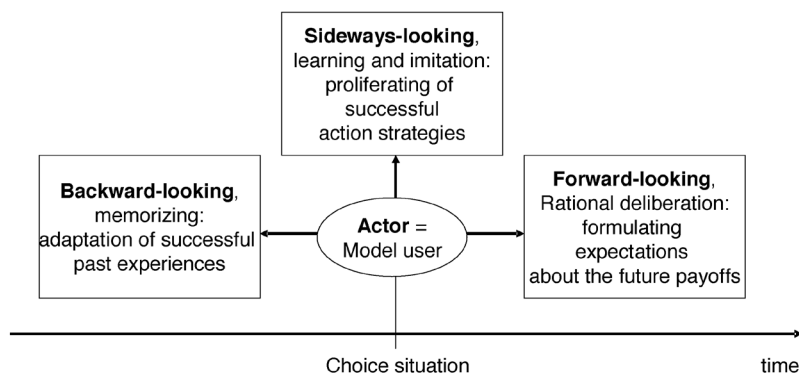 Sideways-looking,
learning and imitation:
proliferating of
successful
action strategies
Backward-looking,
memorizing:
adaptation of successful
past experiences
Actor =
Model user
Forward-looking,
Rational deliberation:
formulating
expectations
about the future payoffs
Choice situation
time